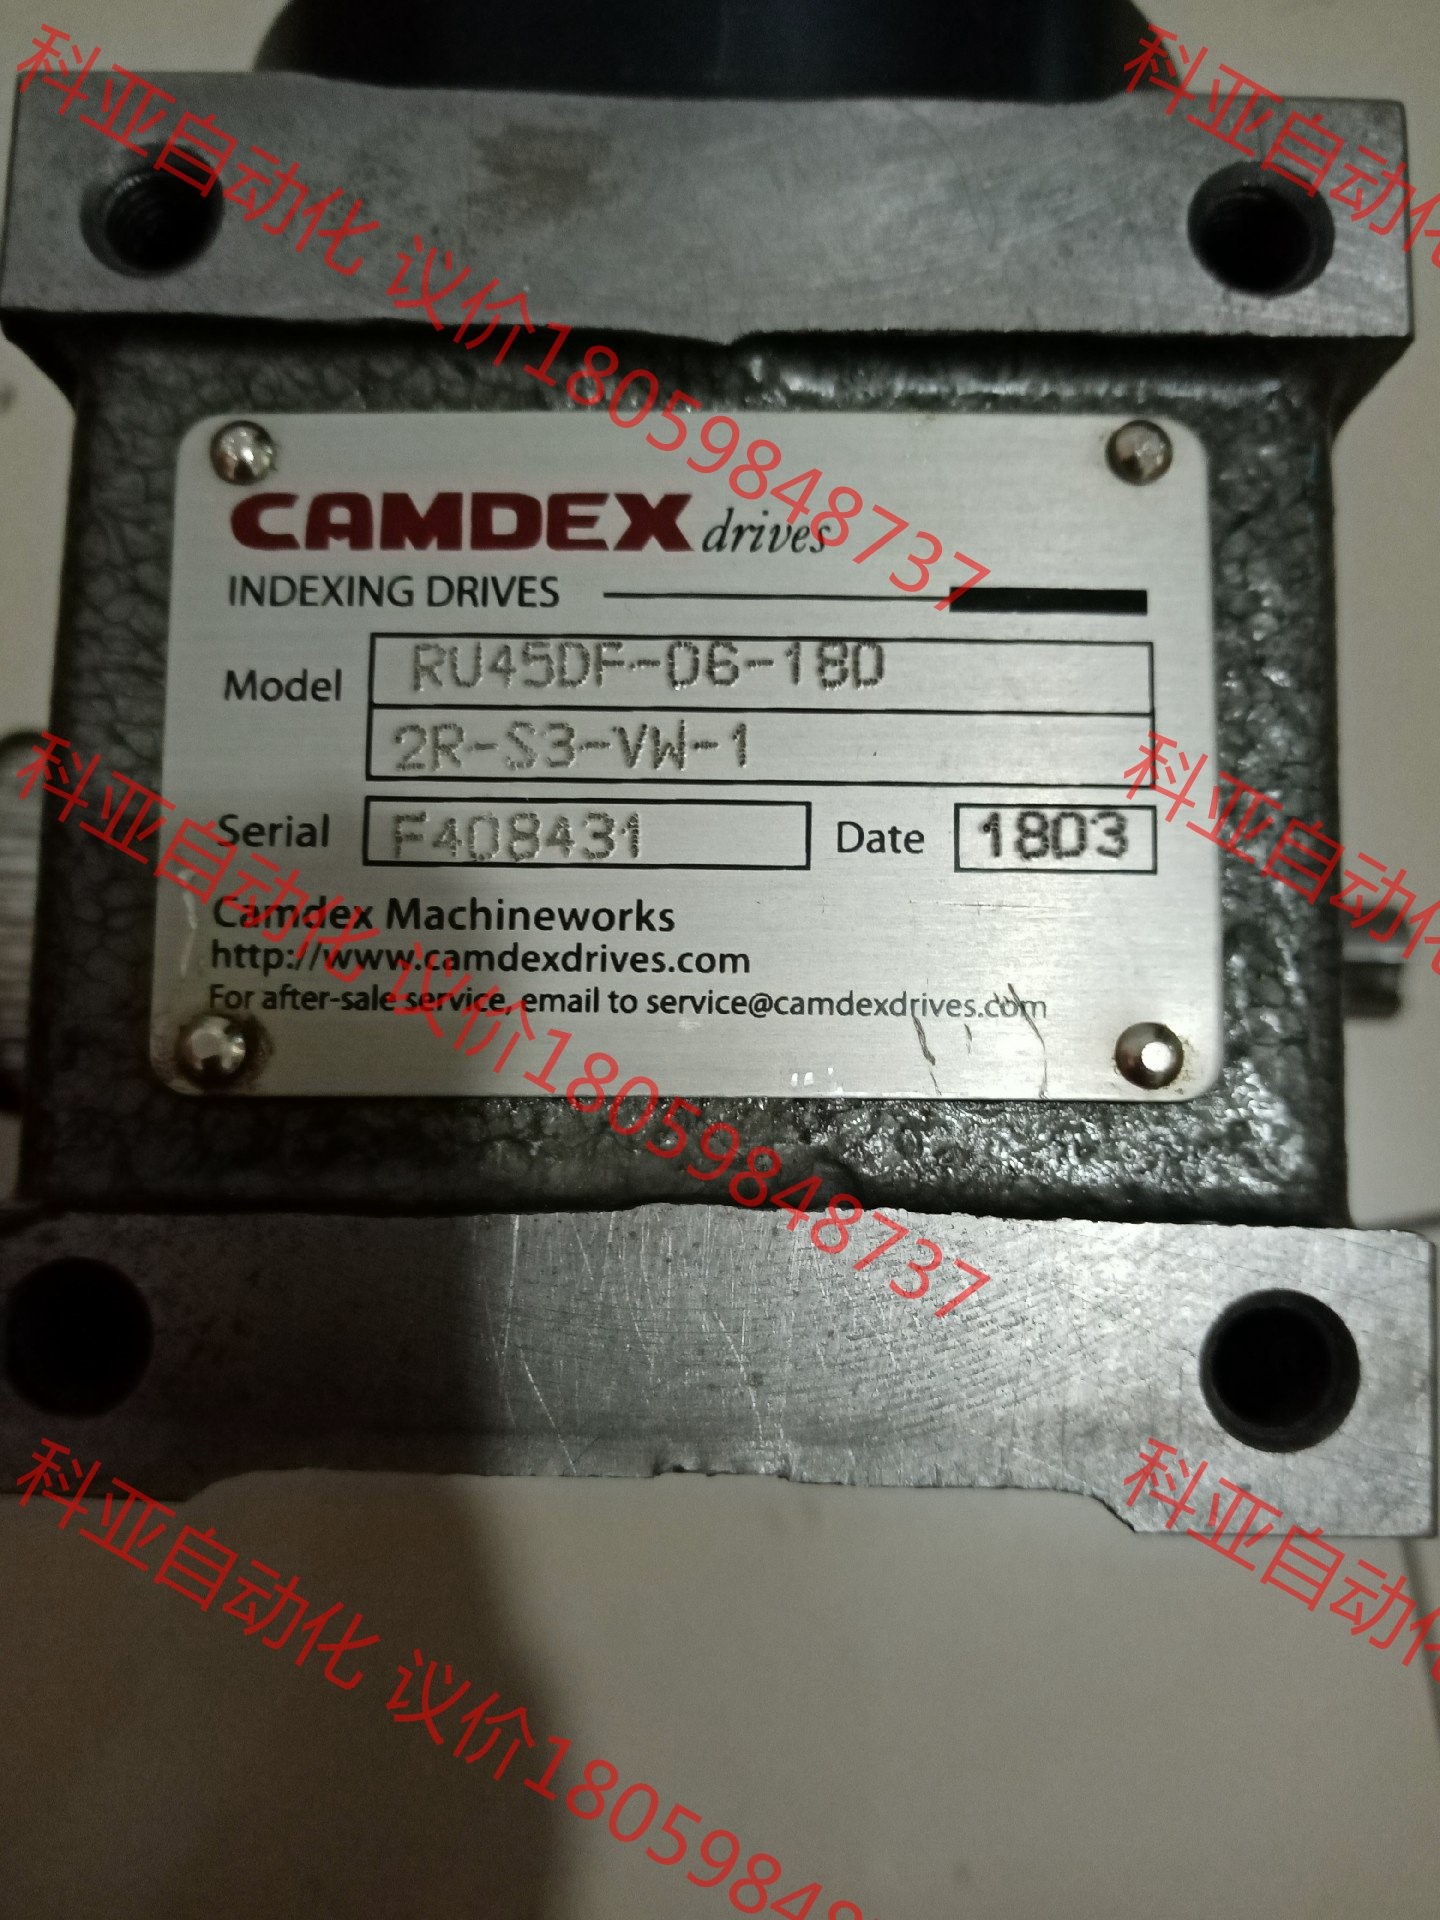 CAMDEX drives
INDEXING DRIVES
Model RU45DF-06-180
2R-S3-VW-1
Serial F408431 Date 1803
Camdex Machineworks
http://www.camdexdrives.com
For after-sale service, email to service@camdexdrives.com
科亚自动化 议价18059848737
科亚自动化
科亚自动化 议价18059848737
科亚自动化
科亚自动化 议价18059848
科亚自动化